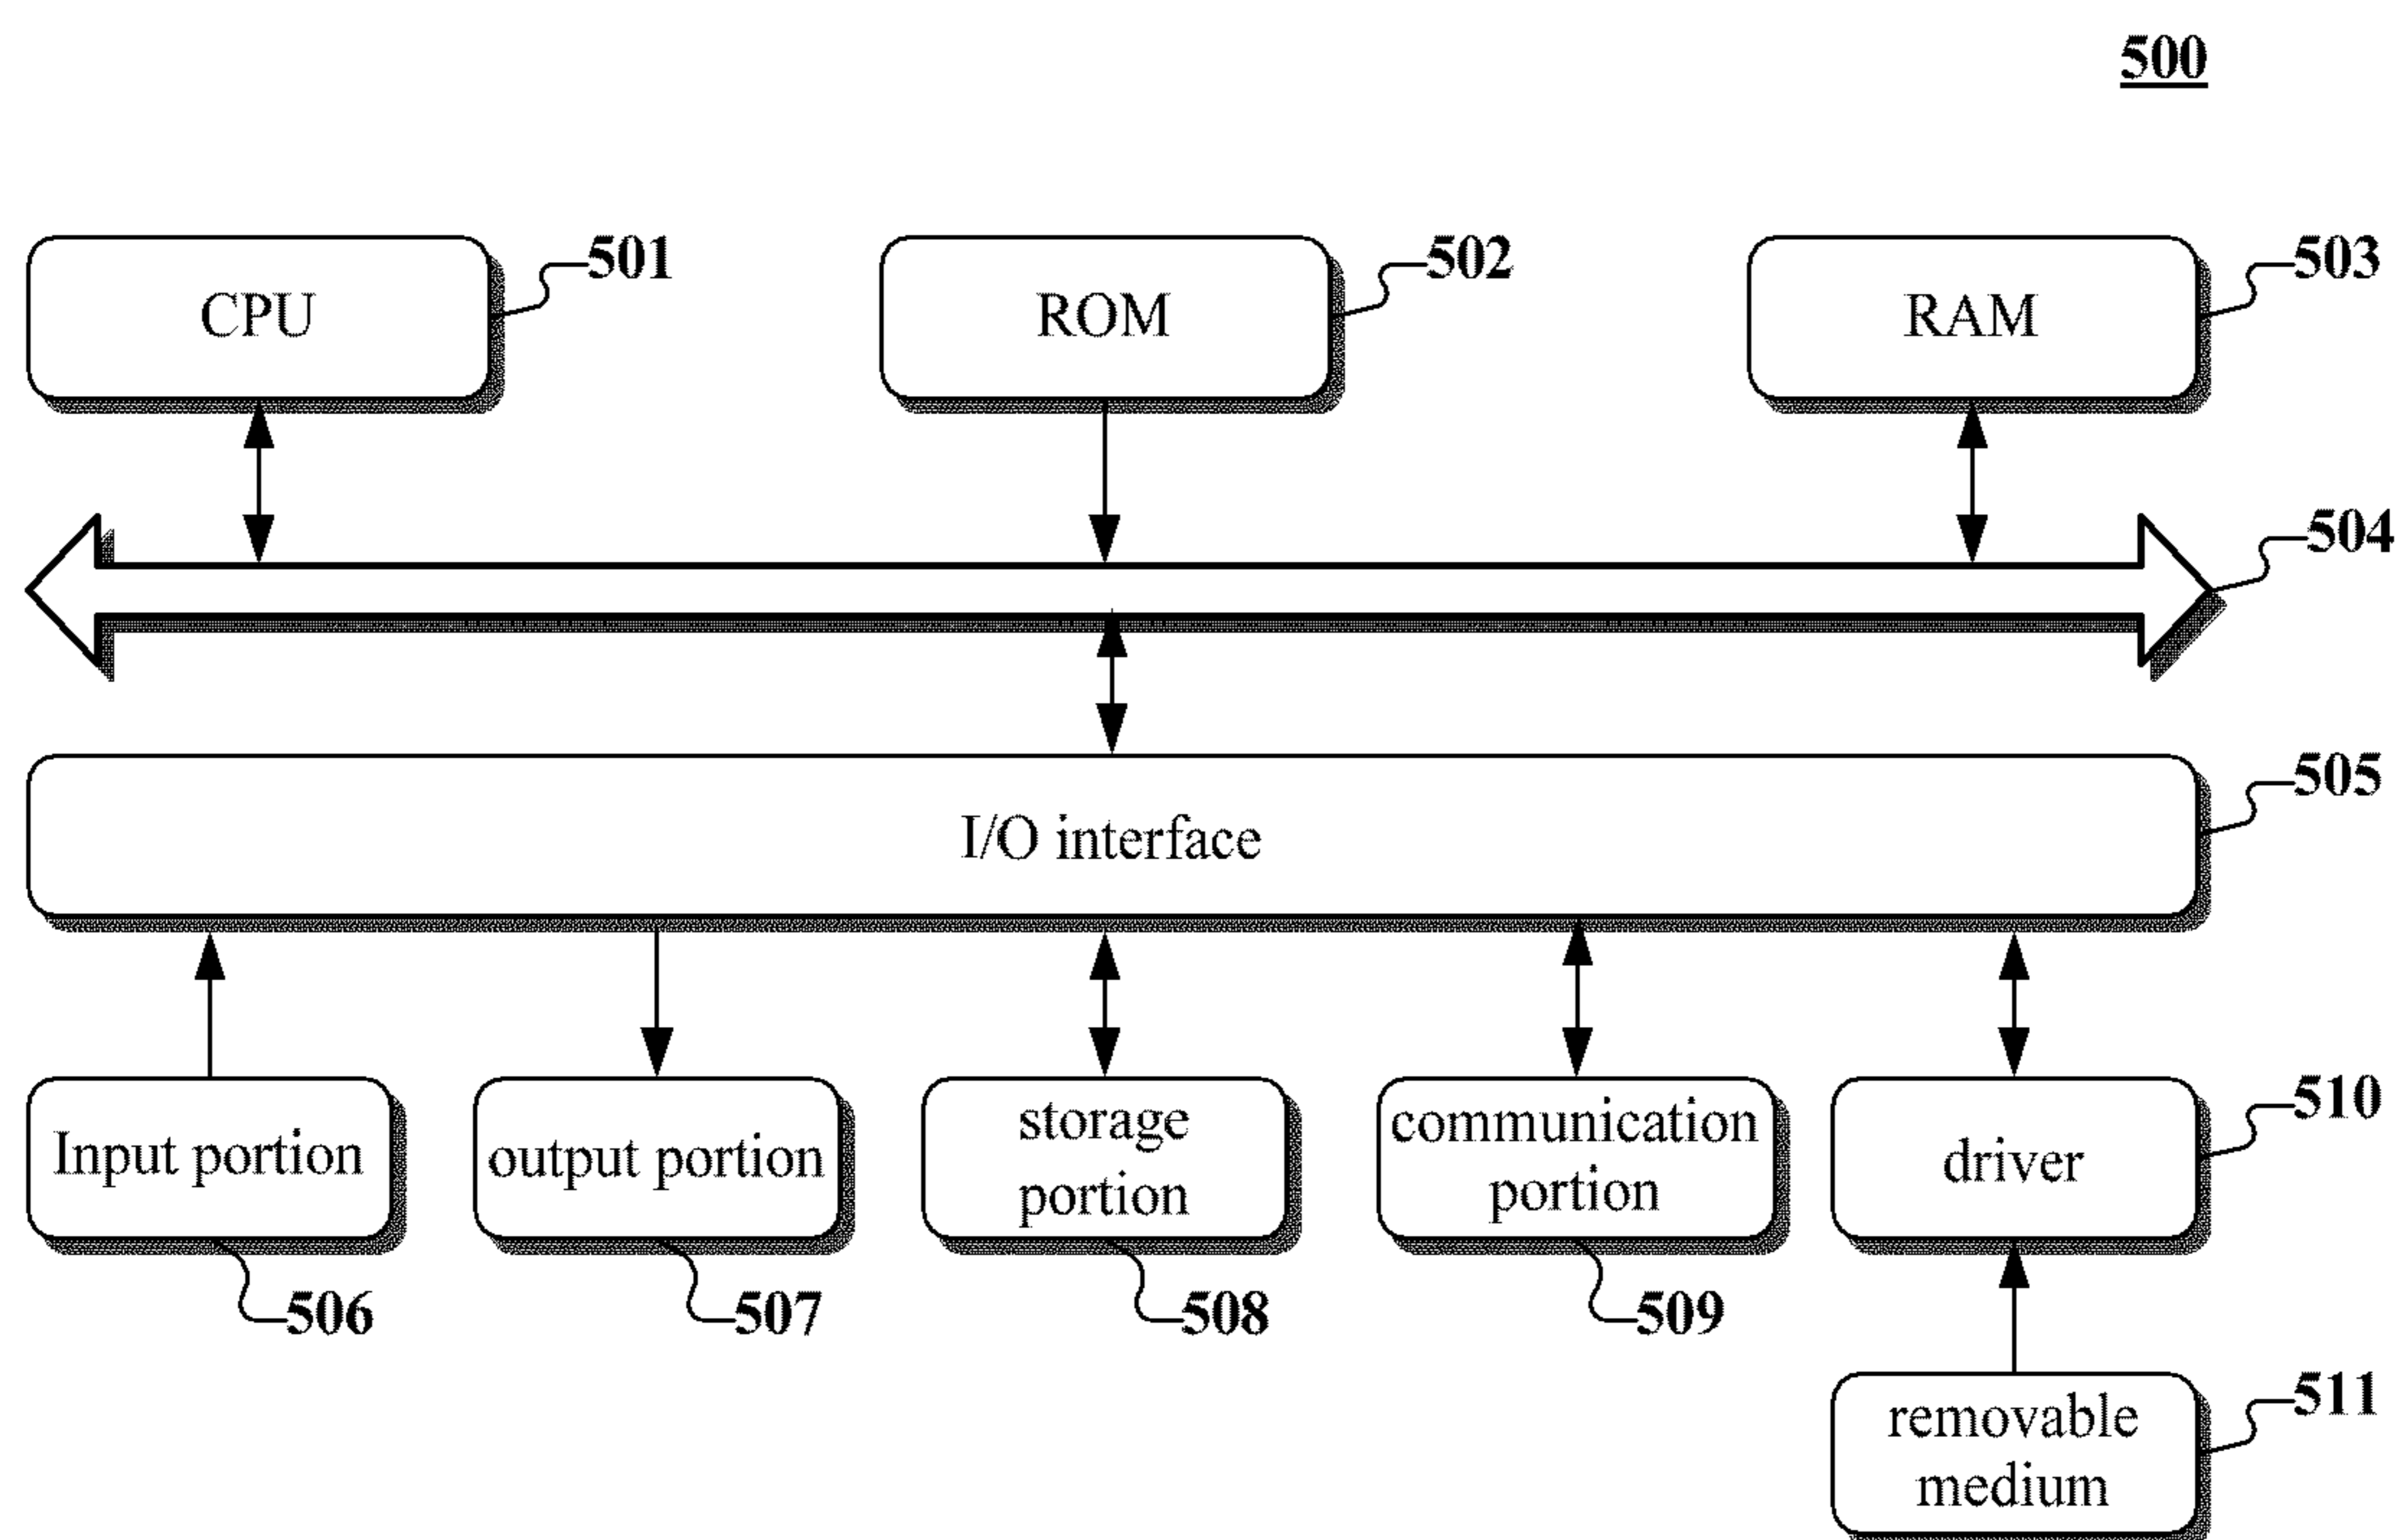 500
CPU
501
ROM
502
RAM
503
504
I/O interface
505
Input portion
output portion
storage
portion
communication
portion
driver
510
506
507
508
509
removable
medium
511